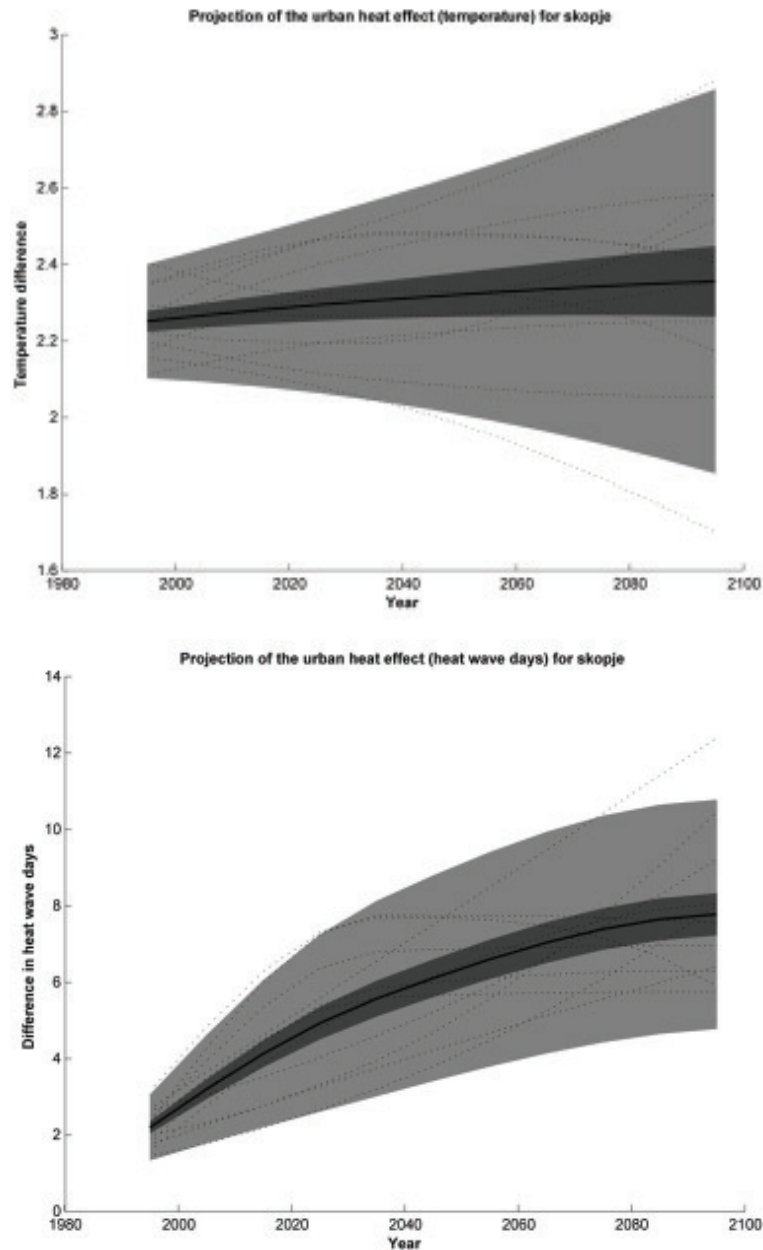 Projection of the urban heat effect (temperature) for skopje
3
2.8
2.6
2.4
2.2
2
1.8
1.6
Temperature difference
1980 2000 2020 2040 2060 2080 2100
Year
Projection of the urban heat effect (heat wave days) for skopje
14
12
10
8
6
4
2
0
Difference in heat wave days
1980 2000 2020 2040 2060 2080 2100
Year